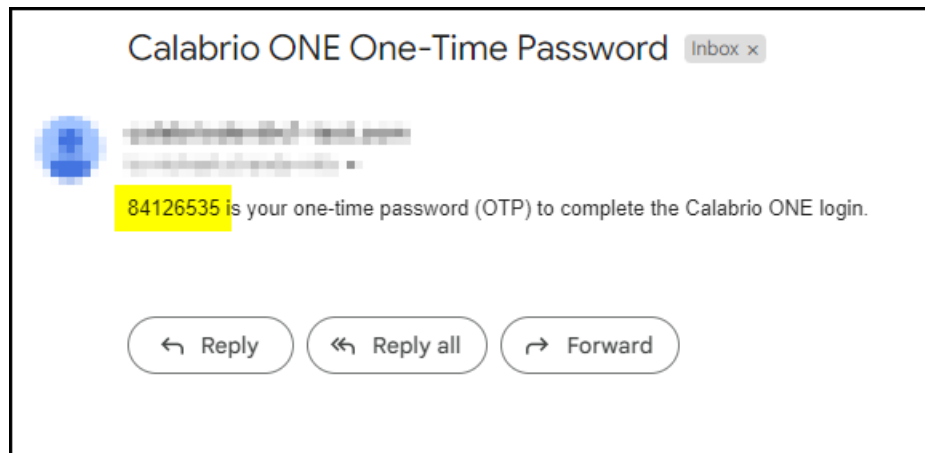 Calabrio ONE One-Time Password Inbox ×
84126535 is your one-time password (OTP) to complete the Calabrio ONE login.
Reply Reply all Forward